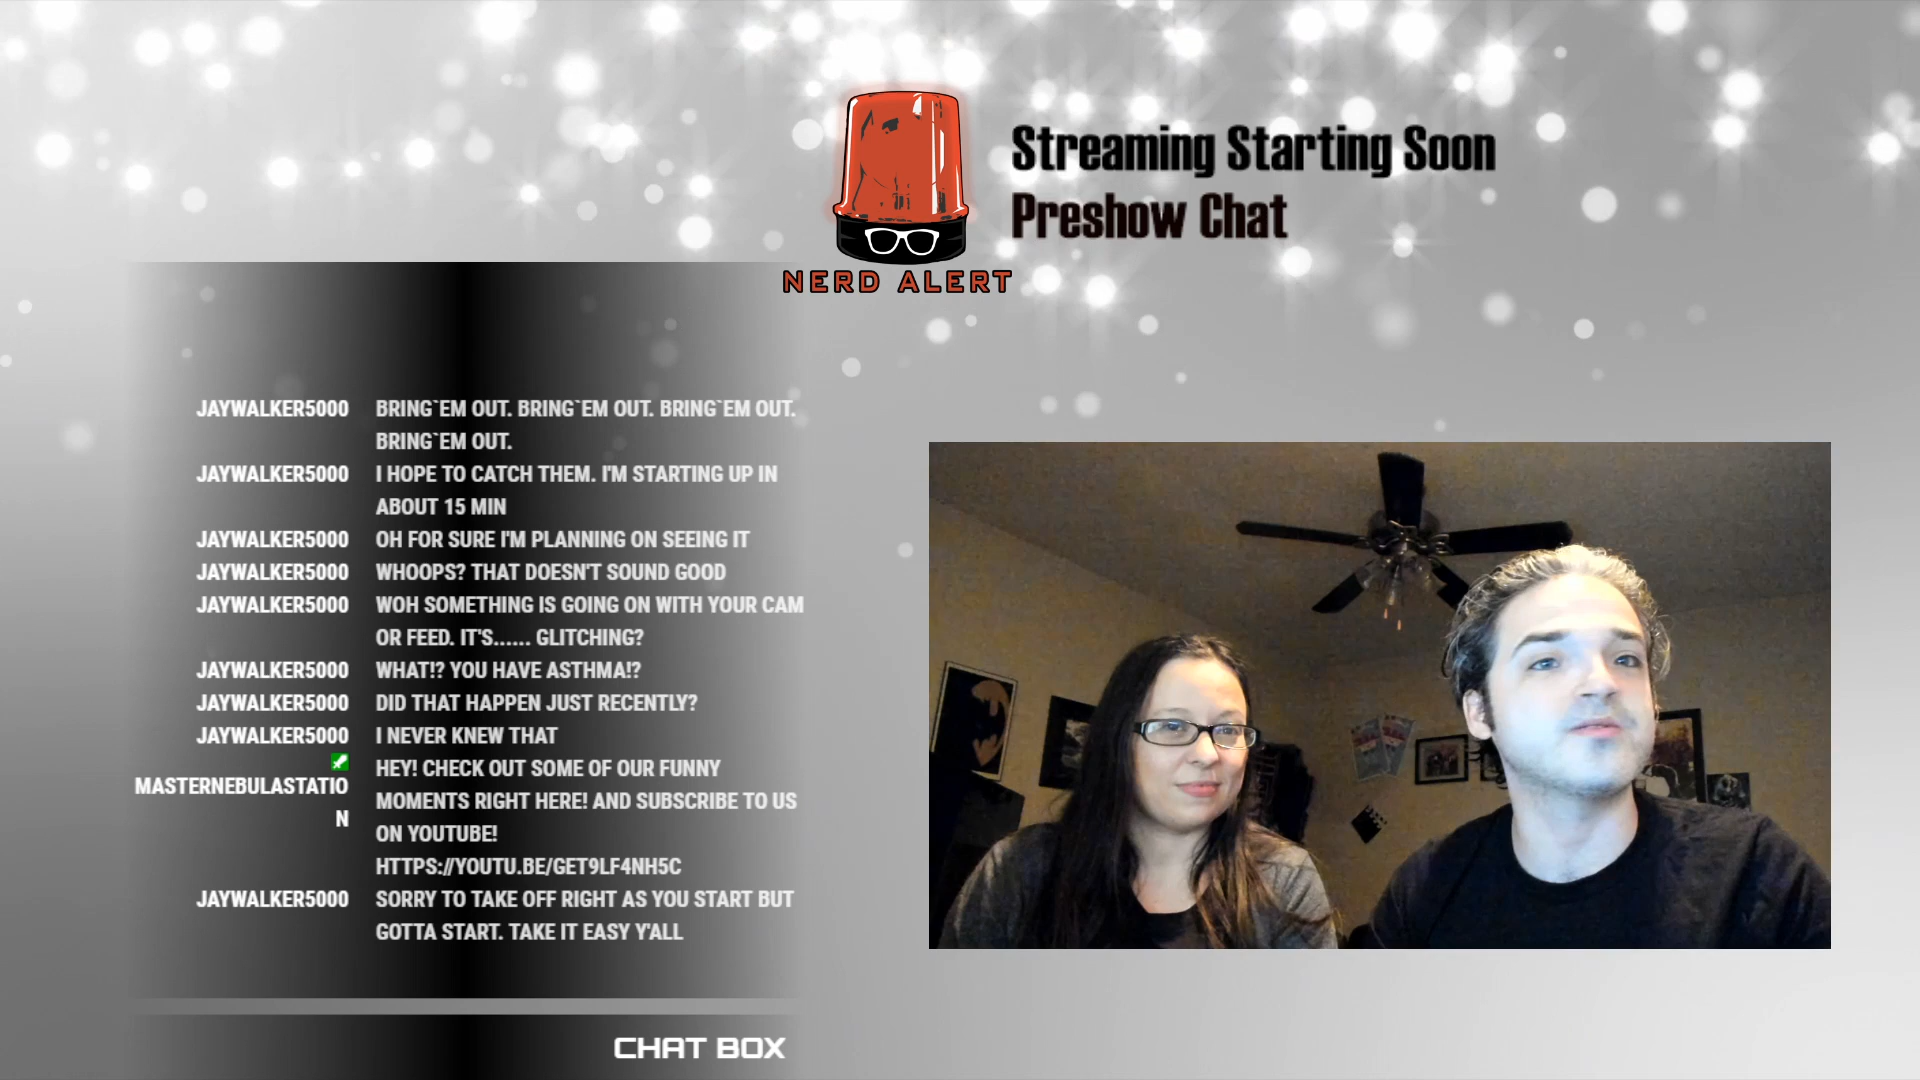 Streaming Starting Soon
Preshow Chat
NERD ALERT
JAYWALKER5000 BRING`EM OUT. BRING`EM OUT. BRING`EM OUT.
BRING`EM OUT.
JAYWALKER5000 I HOPE TO CATCH THEM. I'M STARTING UP IN
ABOUT 15 MIN
JAYWALKER5000 OH FOR SURE I'M PLANNING ON SEEING IT
JAYWALKER5000 WHOOPS? THAT DOESN'T SOUND GOOD
JAYWALKER5000 WOH SOMETHING IS GOING ON WITH YOUR CAM
OR FEED. IT'S...... GLITCHING?
JAYWALKER5000 WHAT!? YOU HAVE ASTHMA!?
JAYWALKER5000 DID THAT HAPPEN JUST RECENTLY?
JAYWALKER5000 I NEVER KNEW THAT
MASTERNEBULASTATIO
N
HEY! CHECK OUT SOME OF OUR FUNNY
MOMENTS RIGHT HERE! AND SUBSCRIBE TO US
ON YOUTUBE!
HTTPS://YOUTU.BE/GET9LF4NH5C
JAYWALKER5000 SORRY TO TAKE OFF RIGHT AS YOU START BUT
GOTTA START. TAKE IT EASY Y'ALL
CHAT BOX